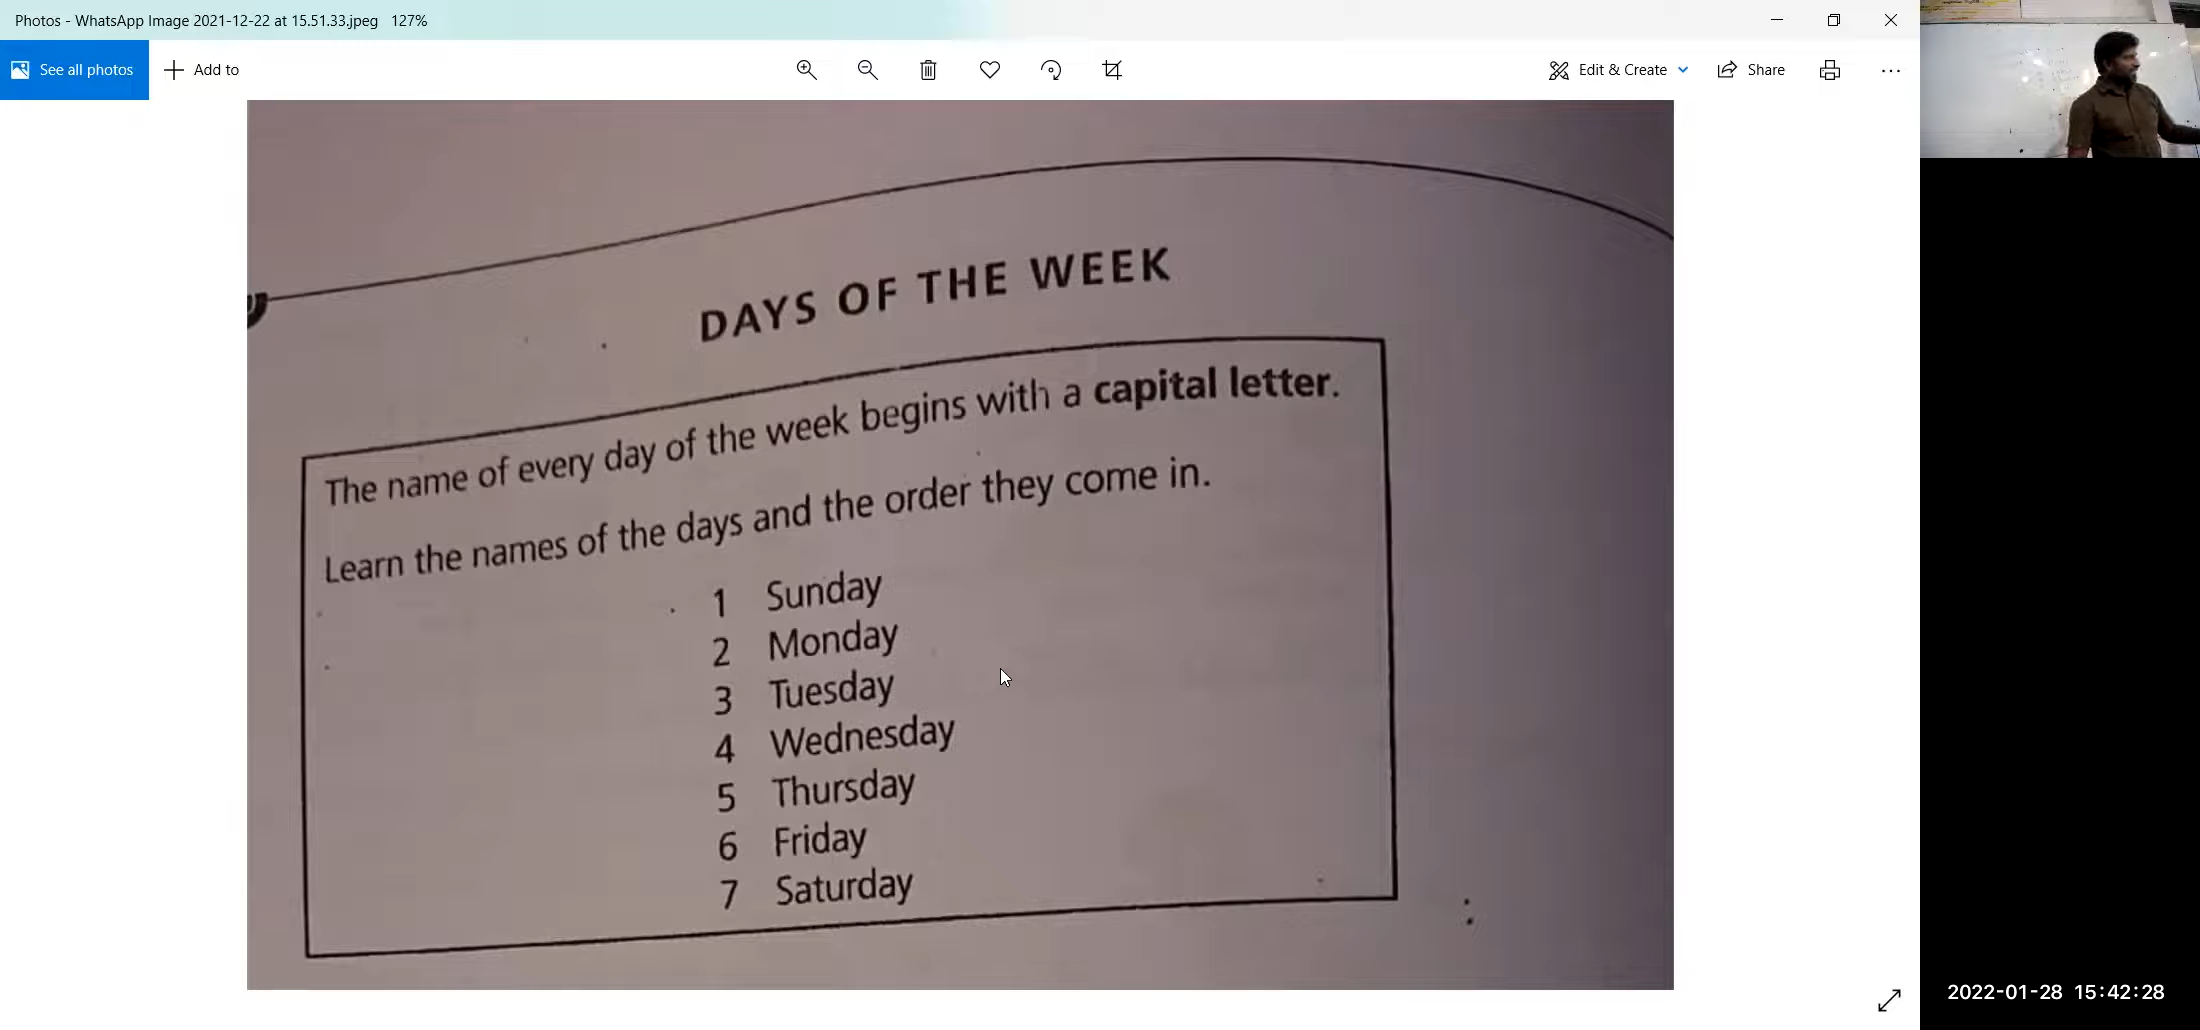 Photos - WhatsApp Image 2021-12-22 at 15.51.33.jpeg 127%
See all photos
Add to
Edit & Create
Share
DAYS OF THE WEEK
The name of every day of the week begins with a capital letter.
Learn the names of the days and the order they come in.
1 Sunday
2 Monday
3 Tuesday
4 Wednesday
5 Thursday
6 Friday
7 Saturday
2022-01-28 15:42:28